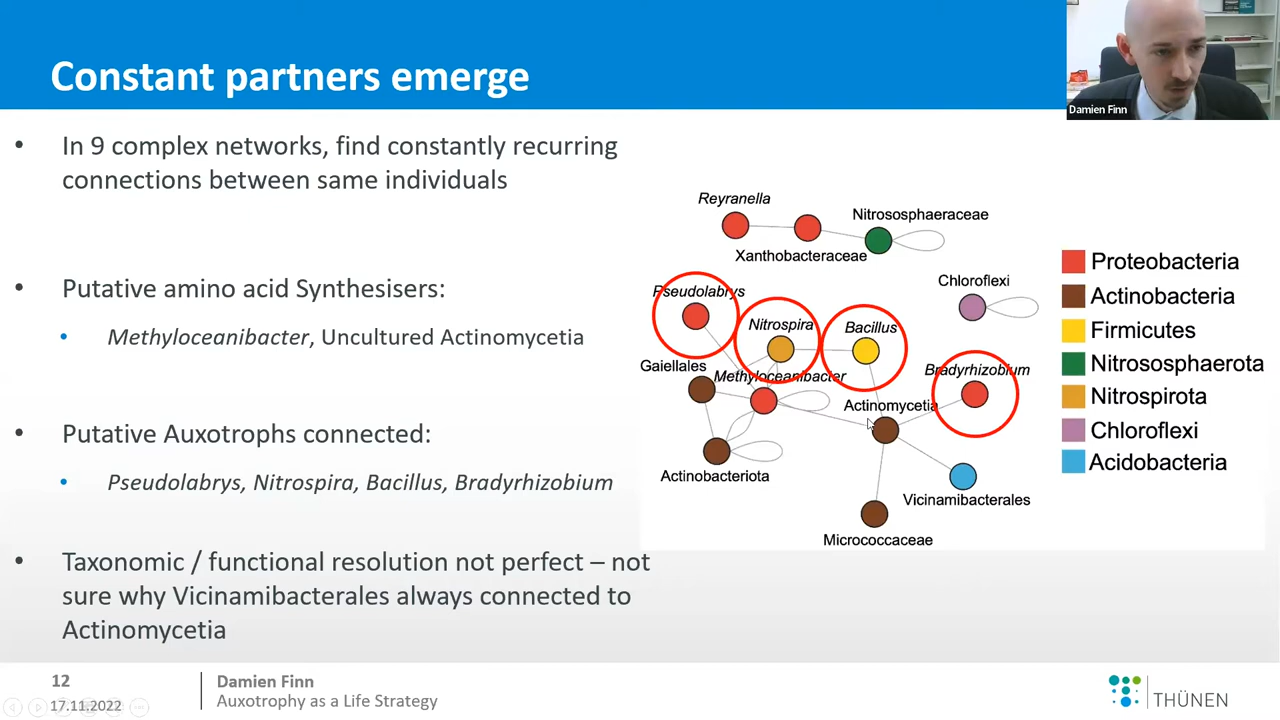 Constant partners emerge
Damien Finn
• In 9 complex networks, find constantly recurring
connections between same individuals
• Putative amino acid Synthesisers:
• Methyloceanibacter, Uncultured Actinomycetia
• Putative Auxotrophs connected:
• Pseudolabrys, Nitrospira, Bacillus, Bradyrhizobium
• Taxonomic / functional resolution not perfect – not
sure why Vicinamibacterales always connected to
Actinomycetia
Reyranella
Nitrososphaeraceae
Xanthobacteraceae
Chloroflexi
Pseudolabrys
Nitrospira
Bacillus
Gaiellales
Methyloceanibacter
Bradyrhizobium
Actinomycetia
Actinobacteriota
Vicinamibacterales
Micrococcaceae
Proteobacteria
Actinobacteria
Firmicutes
Nitrososphaerota
Nitrospirota
Chloroflexi
Acidobacteria
12
17.11.2022
Damien Finn
Auxotrophy as a Life Strategy
THÜNEN